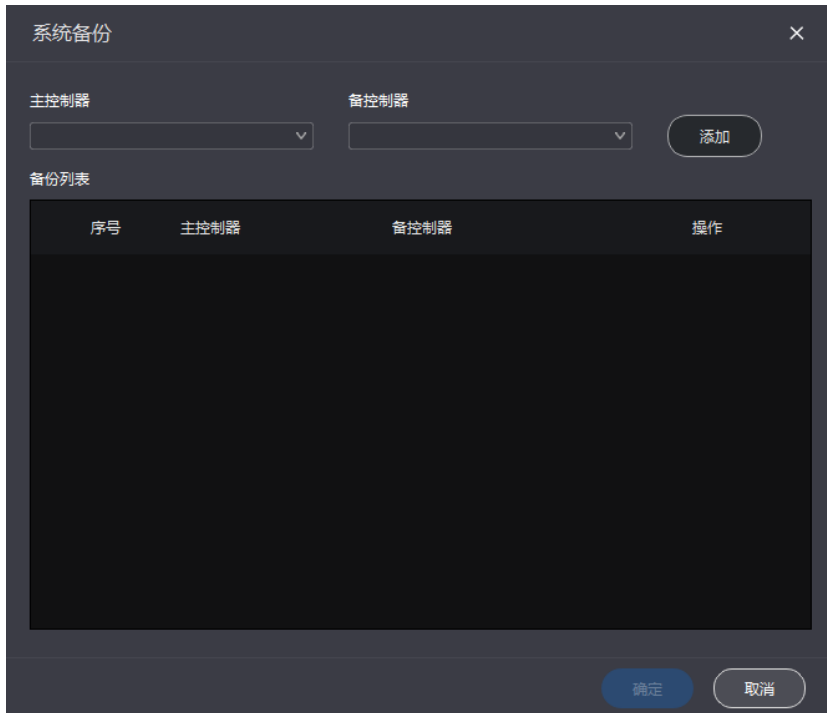 系统备份
主控制器 备控制器
添加
备份列表
序号 主控制器 备控制器 操作
确定 取消